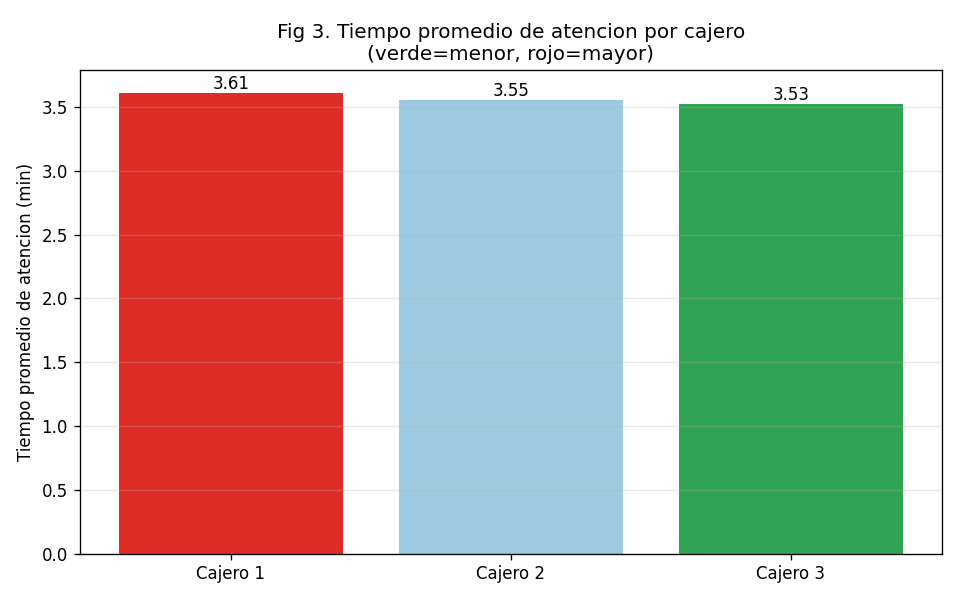 Fig 3. Tiempo promedio de atencion por cajero
(verde=menor, rojo=mayor)
Tiempo promedio de atencion (min)
3.5
3.0
2.5
2.0
1.5
1.0
0.5
0.0
3.61
3.55
3.53
Cajero 1
Cajero 2
Cajero 3